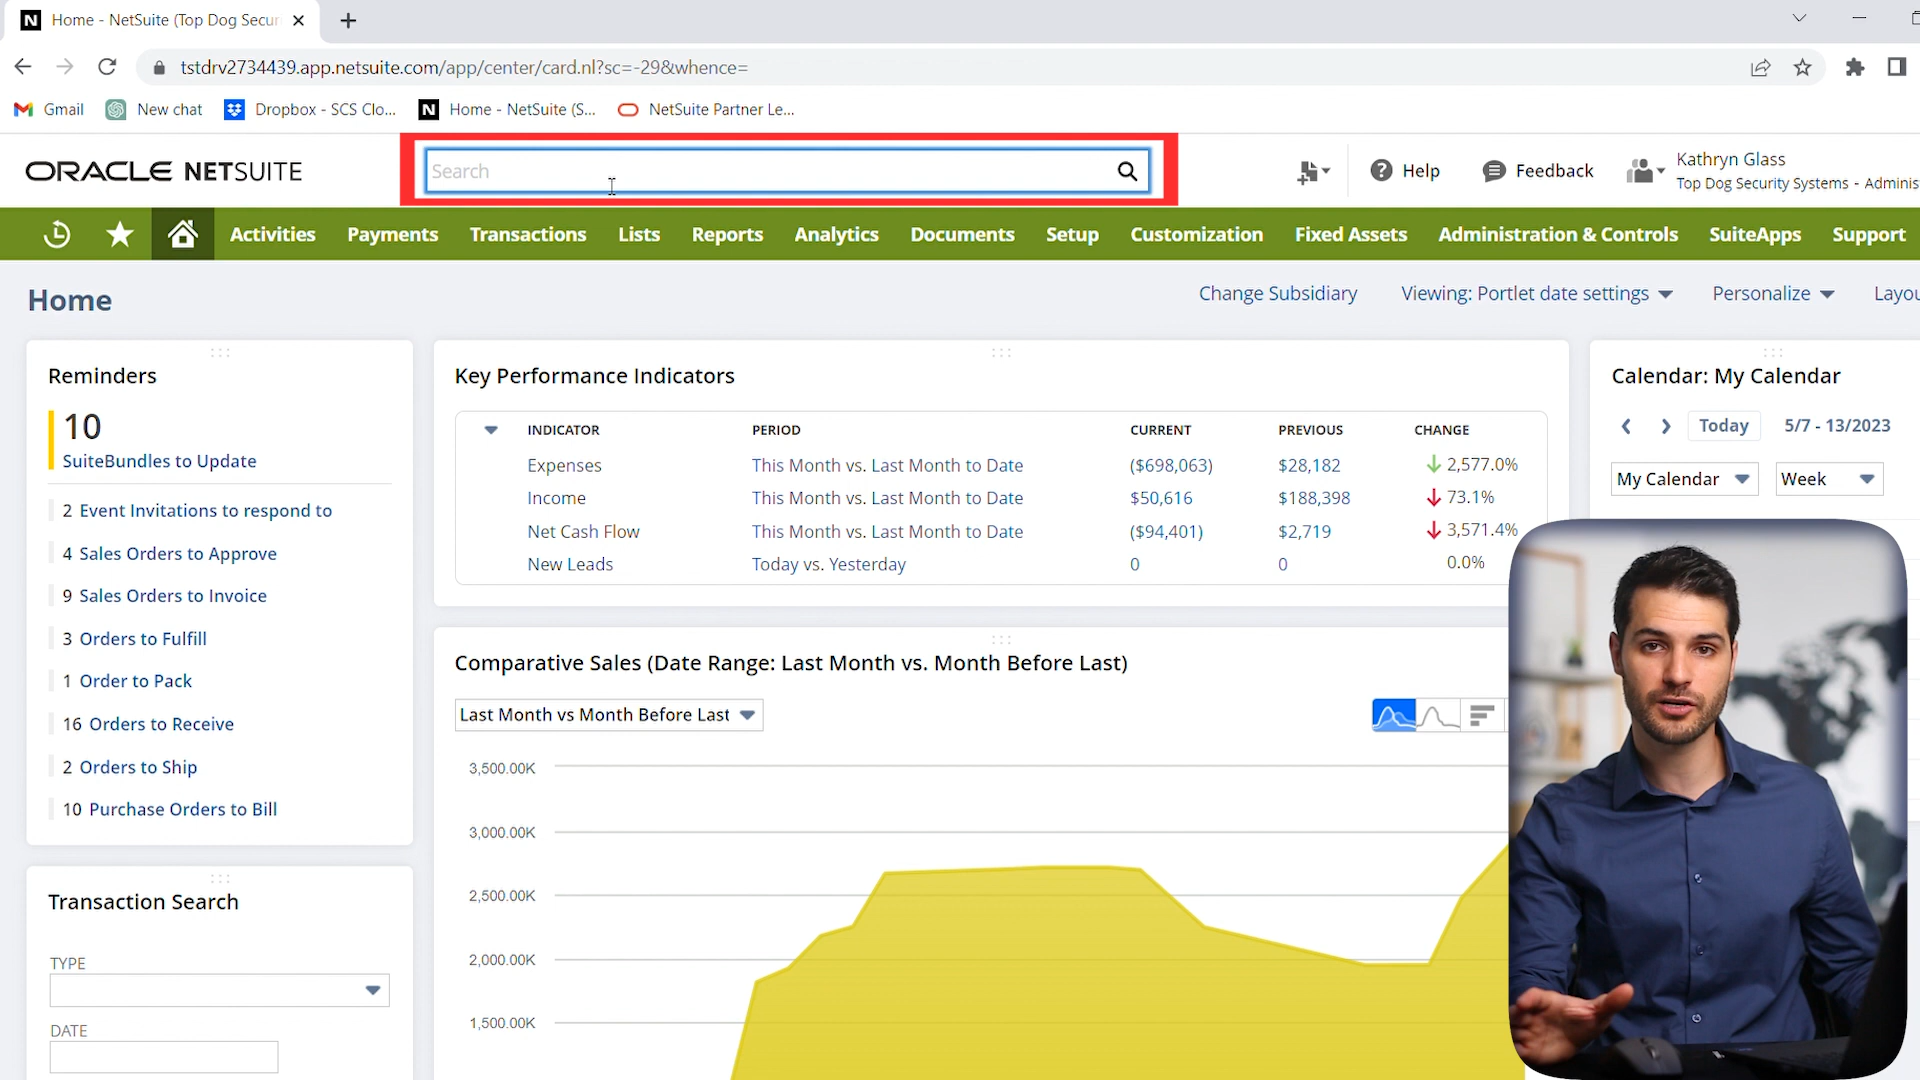 Home - NetSuite (Top Dog Secur
tstdrv2734439.app.netsuite.com/app/center/card.nl?sc=-29&whence=
Gmail New chat Dropbox - SCS Clo... Home - NetSuite (S... NetSuite Partner Le...
ORACLE NETSUITE
Search
Help
Feedback
Kathryn Glass
Top Dog Security Systems - Adminis
Activities Payments Transactions Lists Reports Analytics Documents Setup Customization Fixed Assets Administration & Controls SuiteApps Support
Home
Change Subsidiary Viewing: Portlet date settings Personalize Layou
Reminders
10
SuiteBundles to Update
2 Event Invitations to respond to
4 Sales Orders to Approve
9 Sales Orders to Invoice
3 Orders to Fulfill
1 Order to Pack
16 Orders to Receive
2 Orders to Ship
10 Purchase Orders to Bill
Transaction Search
TYPE
DATE
Key Performance Indicators
INDICATOR PERIOD CURRENT PREVIOUS CHANGE
Expenses This Month vs. Last Month to Date ($698,063) $28,182 2,577.0%
Income This Month vs. Last Month to Date $50,616 $188,398 73.1%
Net Cash Flow This Month vs. Last Month to Date ($94,401) $2,719 3,571.4%
New Leads Today vs. Yesterday 0 0 0.0%
Comparative Sales (Date Range: Last Month vs. Month Before Last)
Last Month vs Month Before Last
3,500.00K
3,000.00K
2,500.00K
2,000.00K
1,500.00K
Calendar: My Calendar
Today 5/7 - 13/2023
My Calendar Week